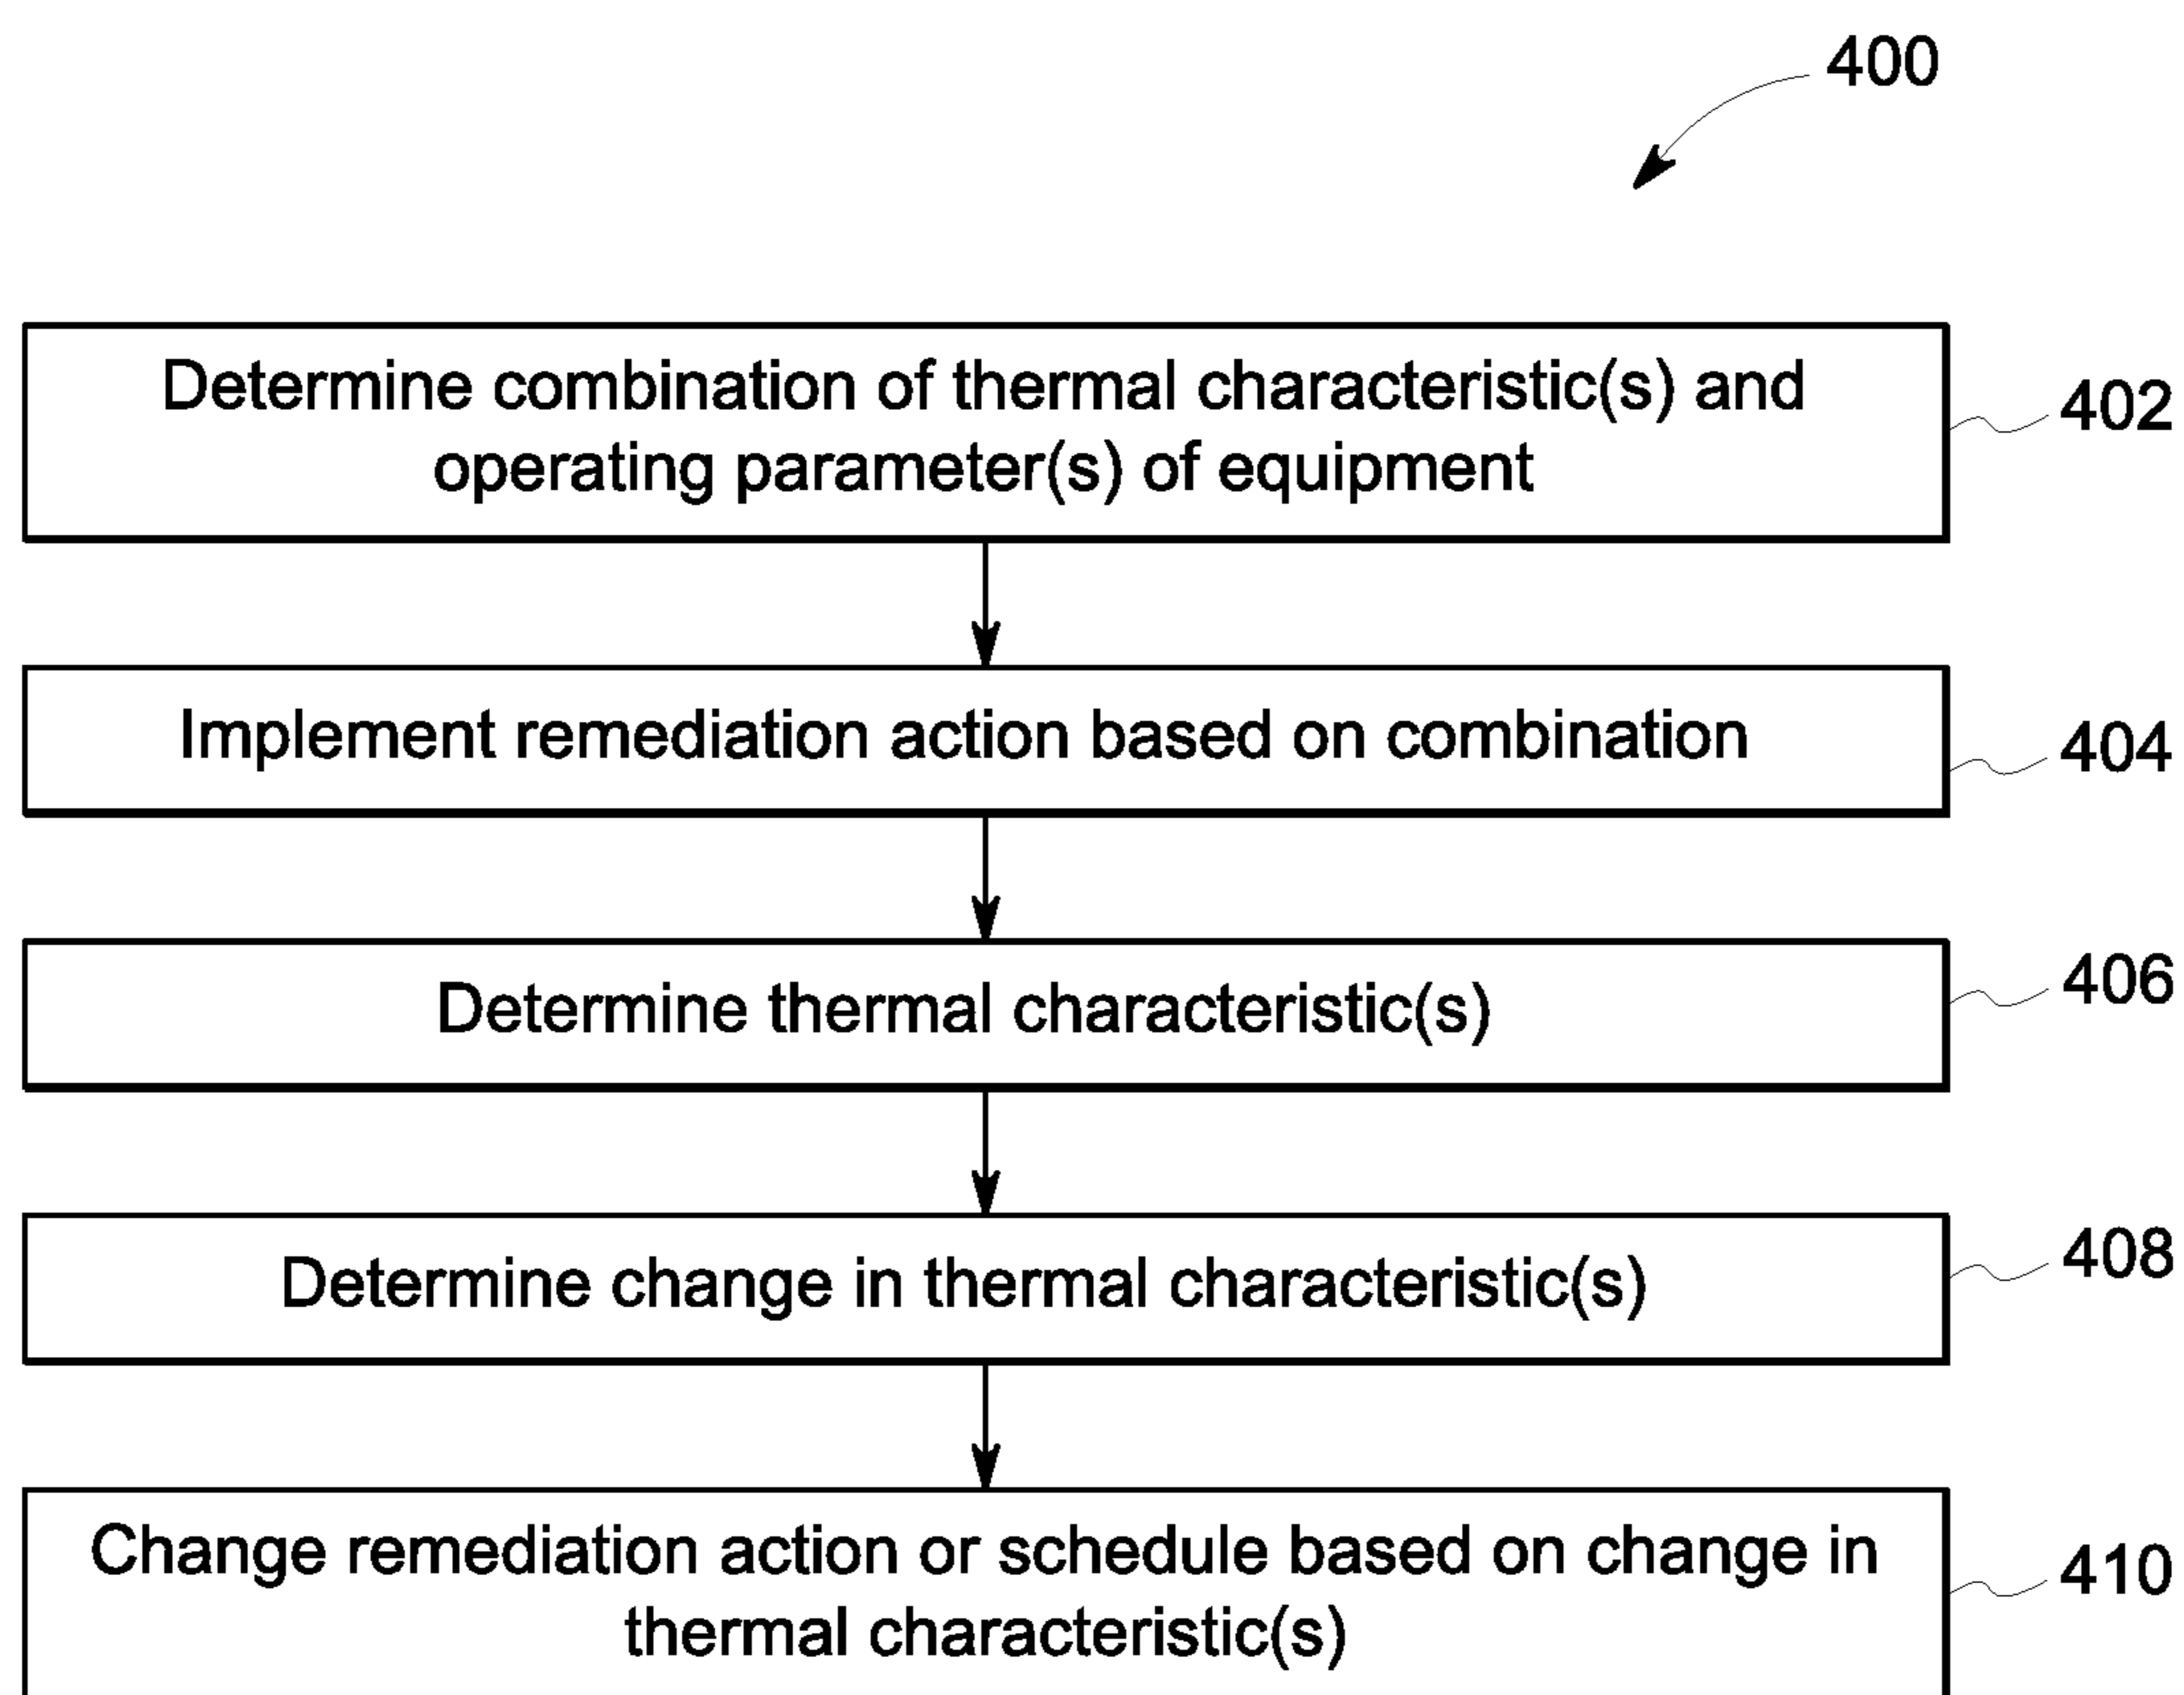 400
Determine combination of thermal characteristic(s) and
operating parameter(s) of equipment
402
Implement remediation action based on combination
404
Determine thermal characteristic(s)
406
Determine change in thermal characteristic(s)
408
Change remediation action or schedule based on change in
thermal characteristic(s)
410